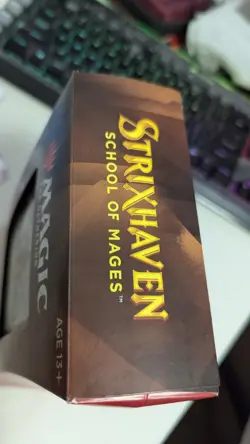 STRIXHAVEN
SCHOOL OF MAGES™
MAGIC
AGE 13+